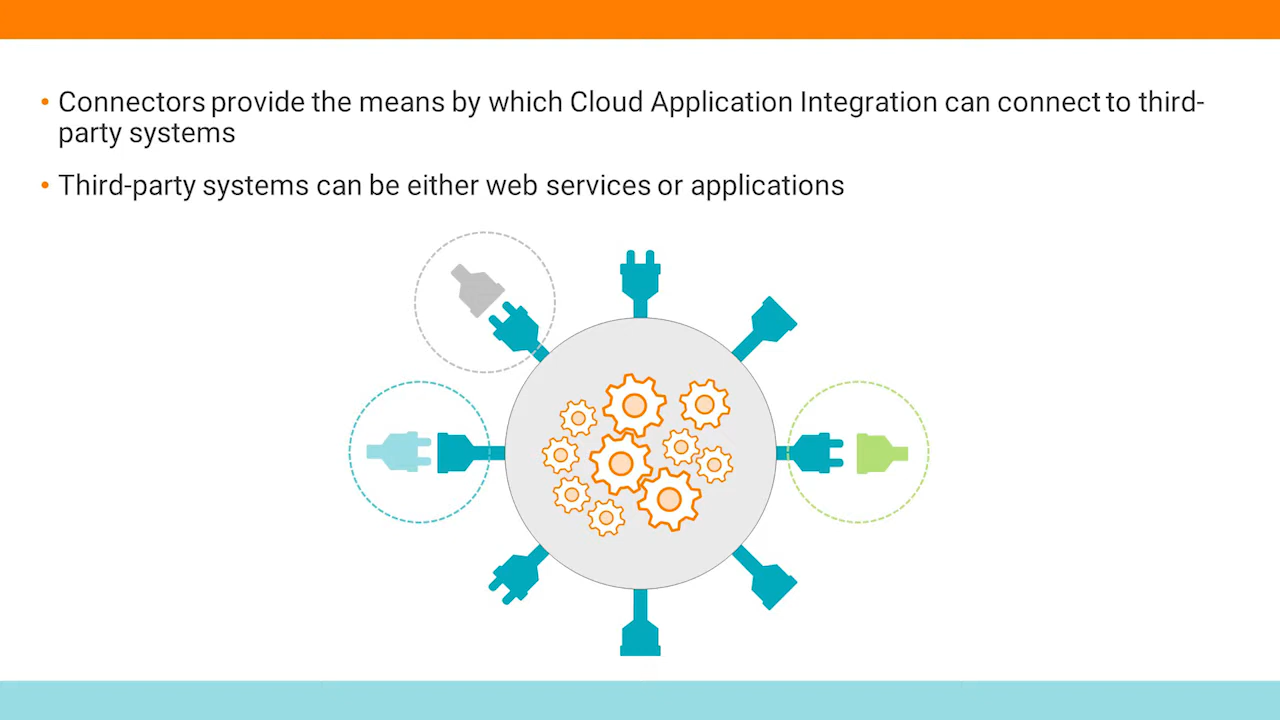 • Connectors provide the means by which Cloud Application Integration can connect to third-
party systems
• Third-party systems can be either web services or applications